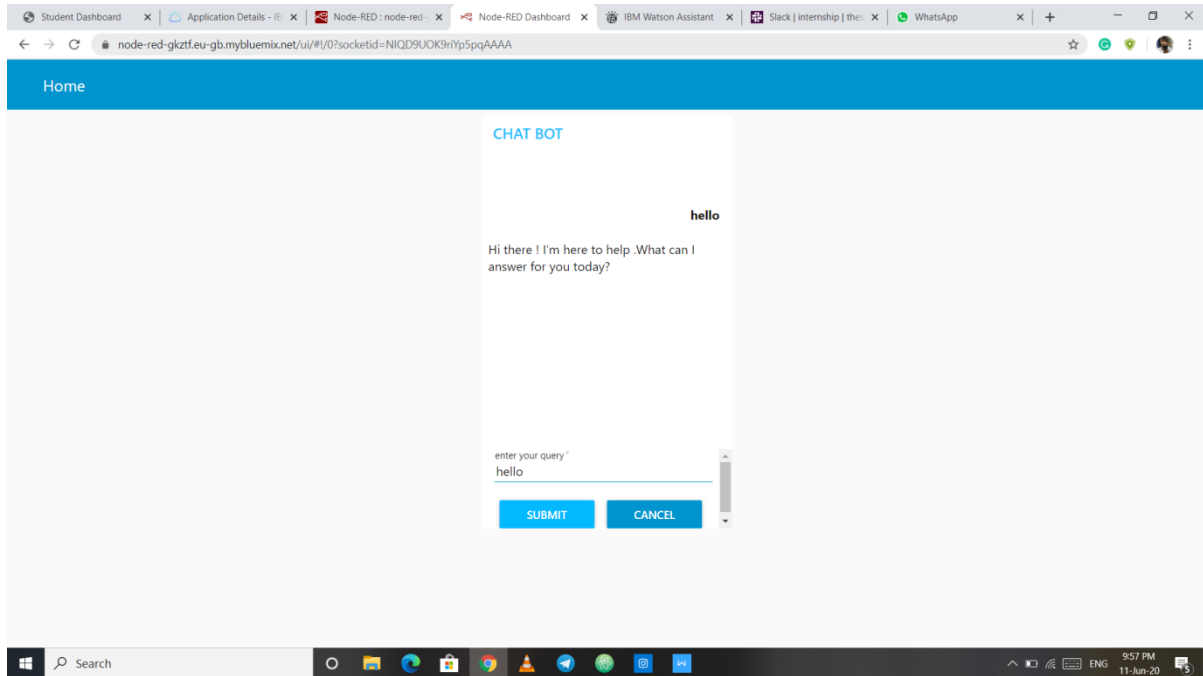 Student Dashboard
Application Details - IB
Node-RED : node-red-
Node-RED Dashboard
IBM Watson Assistant
Slack | internship | thes
WhatsApp
node-red-gkztf.eu-gb.mybluemix.net/ui/#!/0?socketid=NIQD9UOK9riYp5pqAAAA
Home
CHAT BOT
hello
Hi there ! I'm here to help .What can I
answer for you today?
enter your query *
hello
SUBMIT CANCEL
Search
ENG
9:57 PM
11-Jun-20
5